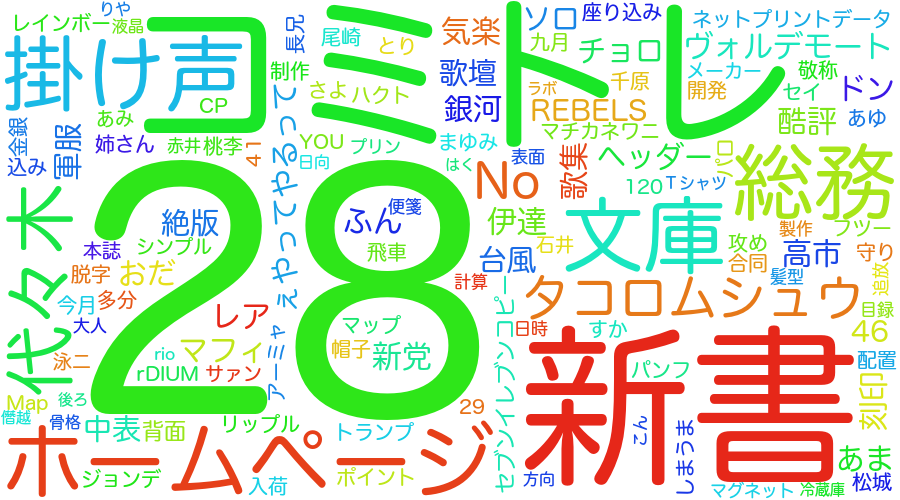 りや
レインボー
液晶
長兄
尾崎
とり
気楽
ソロ
座り込み
ネットプリントデータ
九月
チョロ
ヴォルデモート
掛け声
コミトレ
制作
さよ
ハクト
歌壇
銀河
ラボ
千原
メーカー
開発
敬称
セイ
ドン
CP
あみ
REBELS
マチカネワニ
酷評
あゆ
金銀
込み
軍服
姉さん
赤井
桃李
41
YOU
プリン
日向
まゆみ
はく
表面
歌集
ヘッダー
パロ
120
Tシャツ
総務
28
えやってやるって
No
伊達
文庫
フツー
代々木
絶版
ふん
便箋
飛車
台風
石井
攻め
製作
合同
高市
髪型
守り
追放
本誌
シンプル
脱字
おだ
計算
タコロムシュウ
目録
今月
多分
大人
レア
マップ
帽子
新党
セブンイレブンコピー
日時
すか
46
泳二
rio
マフィ
アーミャ
rDIUM
サァン
新書
パンフ
配置
刻印
Map
後ろ
僭越
骨格
中表
背面
リップル
29
こん
しまうま
あま
ホームページ
ジョンデ
入荷
トランプ
ポイント
方向
マグネット
冷蔵庫
松城